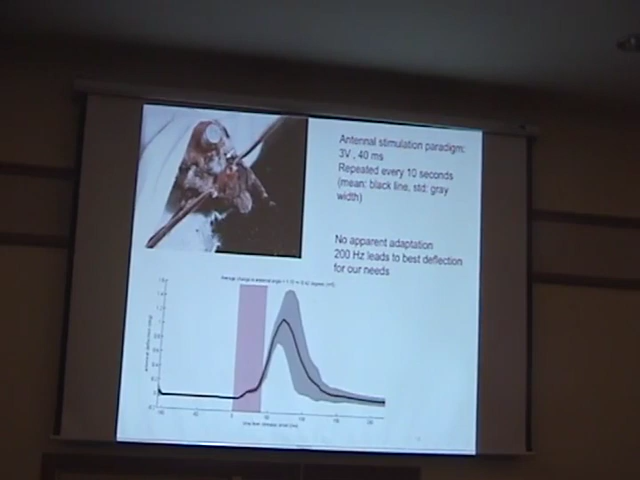 Antennal stimulation paradigm:
3V , 40 ms
Repeated every 10 seconds
(mean: black line, std: gray
width)
No apparent adaptation
200 Hz leads to best deflection
for our needs